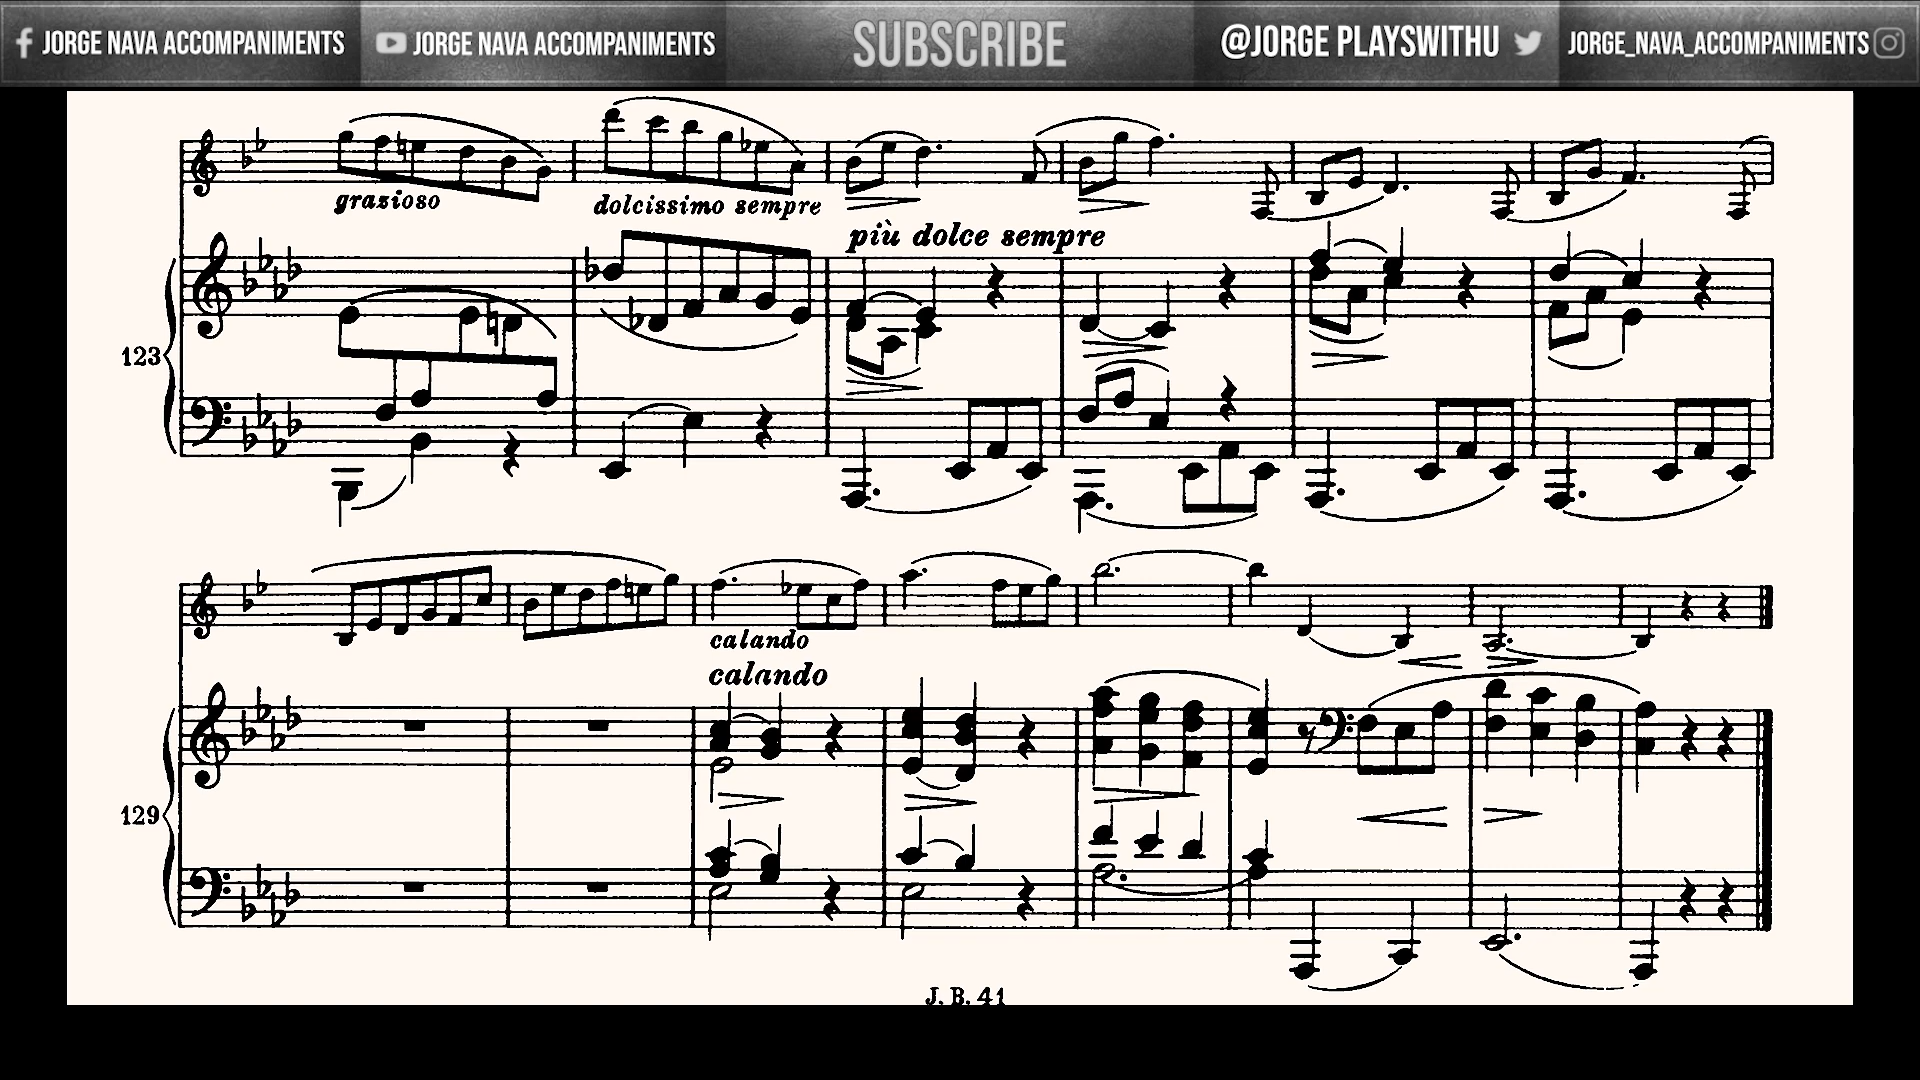 JORGE NAVA ACCOMPANIMENTS JORGE NAVA ACCOMPANIMENTS SUBSCRIBE @JORGE PLAYSWITHU JORGE_NAVA_ACCOMPANIMENTS
grazioso dolcissimo sempre
più dolce sempre
123
calando
calando
129
J. B. 41